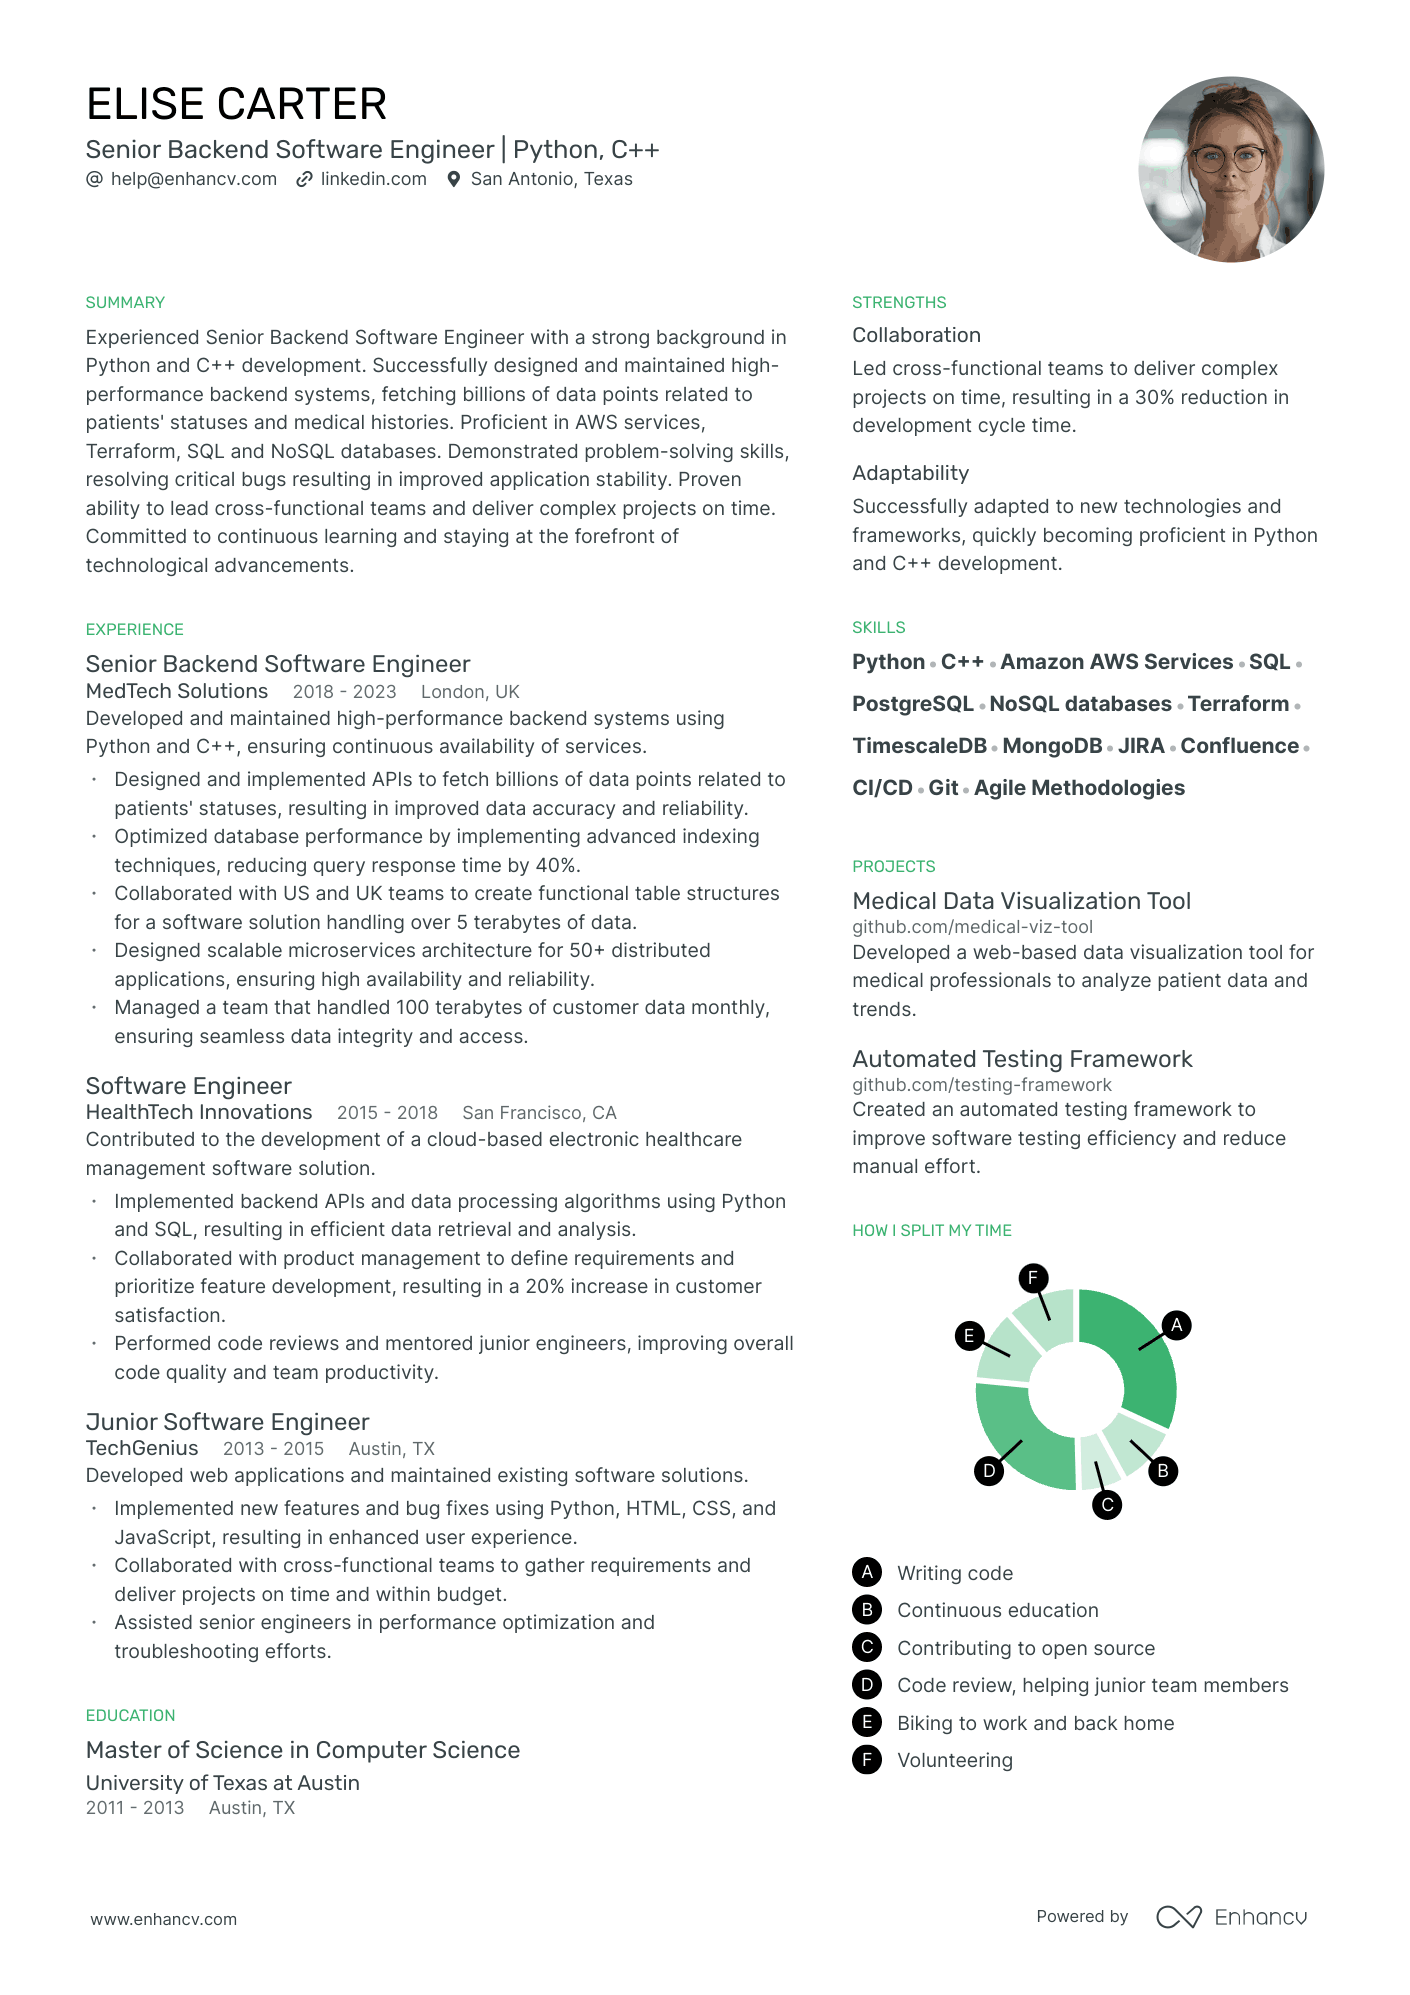 ELISE CARTER
Senior Backend Software Engineer | Python, C++
@ help@enhancv.com linkedin.com San Antonio, Texas
SUMMARY
Experienced Senior Backend Software Engineer with a strong background in
Python and C++ development. Successfully designed and maintained high-
performance backend systems, fetching billions of data points related to
patients' statuses and medical histories. Proficient in AWS services,
Terraform, SQL and NoSQL databases. Demonstrated problem-solving skills,
resolving critical bugs resulting in improved application stability. Proven
ability to lead cross-functional teams and deliver complex projects on time.
Committed to continuous learning and staying at the forefront of
technological advancements.
EXPERIENCE
Senior Backend Software Engineer
MedTech Solutions 2018 - 2023 London, UK
Developed and maintained high-performance backend systems using
Python and C++, ensuring continuous availability of services.
· Designed and implemented APIs to fetch billions of data points related to
patients' statuses, resulting in improved data accuracy and reliability.
· Optimized database performance by implementing advanced indexing
techniques, reducing query response time by 40%.
· Collaborated with US and UK teams to create functional table structures
for a software solution handling over 5 terabytes of data.
· Designed scalable microservices architecture for 50+ distributed
applications, ensuring high availability and reliability.
· Managed a team that handled 100 terabytes of customer data monthly,
ensuring seamless data integrity and access.
Software Engineer
HealthTech Innovations 2015 - 2018 San Francisco, CA
Contributed to the development of a cloud-based electronic healthcare
management software solution.
· Implemented backend APIs and data processing algorithms using Python
and SQL, resulting in efficient data retrieval and analysis.
· Collaborated with product management to define requirements and
prioritize feature development, resulting in a 20% increase in customer
satisfaction.
· Performed code reviews and mentored junior engineers, improving overall
code quality and team productivity.
Junior Software Engineer
TechGenius 2013 - 2015 Austin, TX
Developed web applications and maintained existing software solutions.
· Implemented new features and bug fixes using Python, HTML, CSS, and
JavaScript, resulting in enhanced user experience.
· Collaborated with cross-functional teams to gather requirements and
deliver projects on time and within budget.
· Assisted senior engineers in performance optimization and
troubleshooting efforts.
EDUCATION
Master of Science in Computer Science
University of Texas at Austin
2011 - 2013 Austin, TX
STRENGTHS
Collaboration
Led cross-functional teams to deliver complex
projects on time, resulting in a 30% reduction in
development cycle time.
Adaptability
Successfully adapted to new technologies and
frameworks, quickly becoming proficient in Python
and C++ development.
SKILLS
Python • C++ • Amazon AWS Services • SQL •
PostgreSQL • NoSQL databases • Terraform •
TimescaleDB • MongoDB • JIRA • Confluence •
CI/CD • Git • Agile Methodologies
PROJECTS
Medical Data Visualization Tool
github.com/medical-viz-tool
Developed a web-based data visualization tool for
medical professionals to analyze patient data and
trends.
Automated Testing Framework
github.com/testing-framework
Created an automated testing framework to
improve software testing efficiency and reduce
manual effort.
HOW I SPLIT MY TIME
F
A
E
D
B
C
A Writing code
B Continuous education
C Contributing to open source
D Code review, helping junior team members
E Biking to work and back home
F Volunteering
www.enhancv.com
Powered by Enhancv